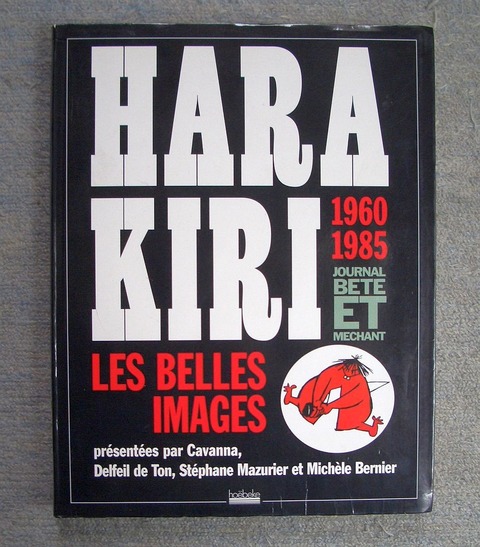 HARA
KIRI
1960
1985
JOURNAL
BETE
ET
MECHANT
LES BELLES
IMAGES
présentées par Cavanna,
Delfeil de Ton, Stéphane Mazurier et Michèle Bernier
hoëbeke